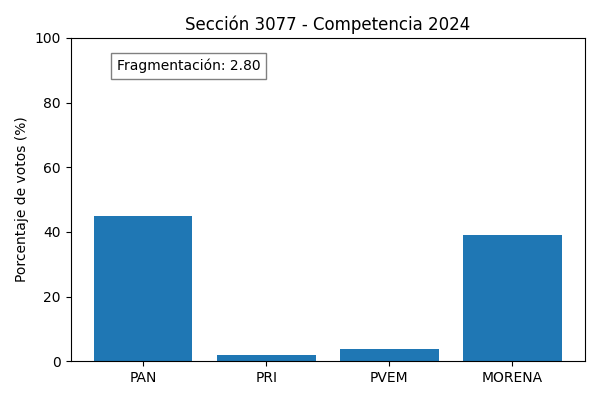 Sección 3077 - Competencia 2024
Fragmentación: 2.80
Porcentaje de votos (%)
100
80
60
40
20
0
PAN PRI PVEM MORENA